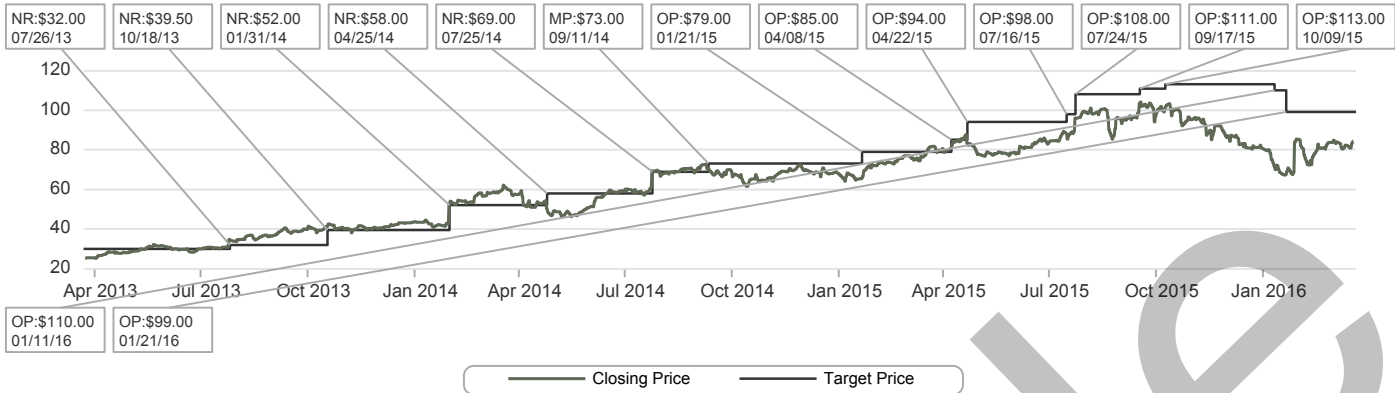 NR:$32.00
07/26/13
NR:$39.50
10/18/13
NR:$52.00
01/31/14
NR:$58.00
04/25/14
NR:$69.00
07/25/14
MP:$73.00
09/11/14
OP:$79.00
01/21/15
OP:$85.00
04/08/15
OP:$94.00
04/22/15
OP:$98.00
07/16/15
OP:$108.00
07/24/15
OP:$111.00
09/17/15
OP:$113.00
10/09/15
120
100
80
60
40
20
Apr 2013 Jul 2013 Oct 2013 Jan 2014 Apr 2014 Jul 2014 Oct 2014 Jan 2015 Apr 2015 Jul 2015 Oct 2015 Jan 2016
OP:$110.00
01/11/16
OP:$99.00
01/21/16
Closing Price Target Price